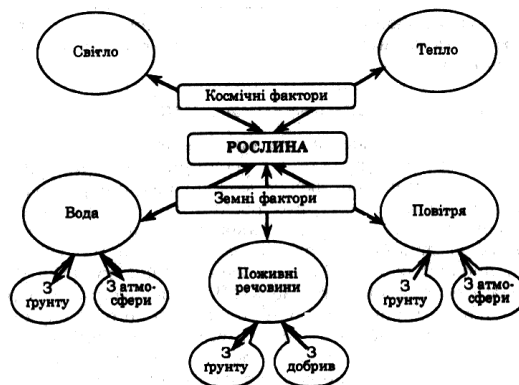 Світло
Тепло
Космічні фактори
РОСЛИНА
Земні фактори
Вода
Повітря
Поживні
речовини
З
ґрунту
З атмо-
сфери
З
ґрунту
З
добрив
З
ґрунту
З атмо-
сфери